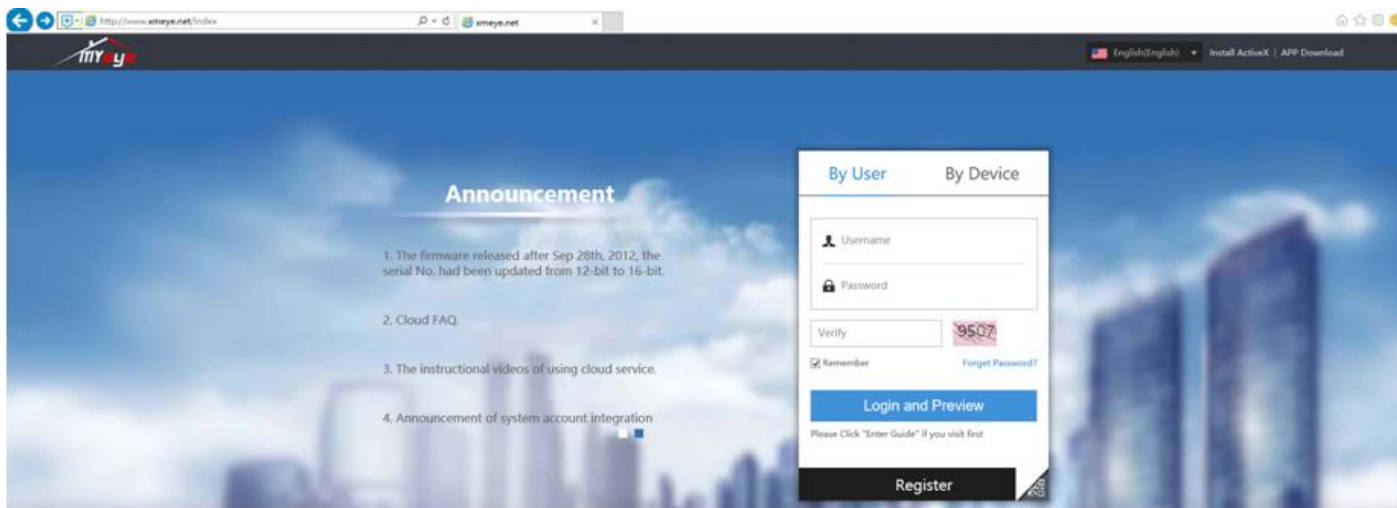 http://www.xmeye.net/index
xmeye.net
XMeye
English(English)
Install ActiveX | APP Download
Announcement
1. The firmware released after Sep 28th, 2012, the
serial No. had been updated from 12-bit to 16-bit.
2. Cloud FAQ.
3. The instructional videos of using cloud service.
4. Announcement of system account integration
By User By Device
Username
Password
Verify 9507
Remember Forget Password?
Login and Preview
Please Click "Enter Guide" if you visit first
Register